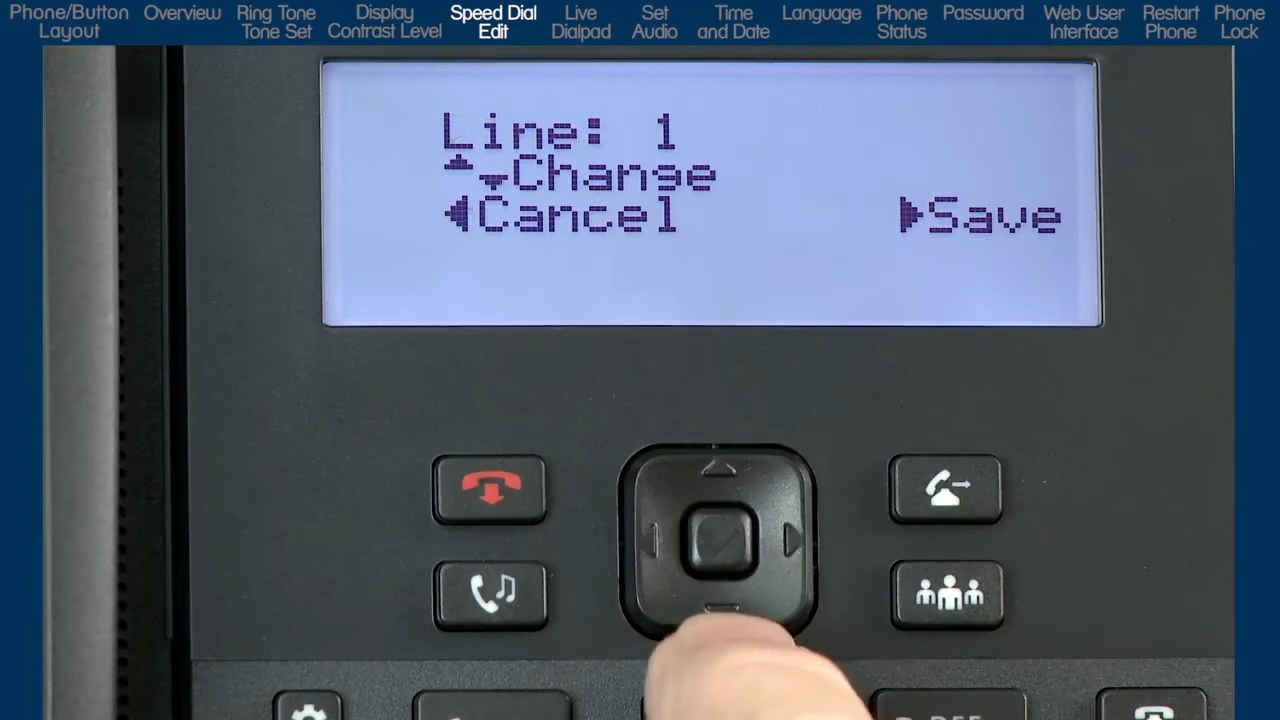 Phone/Button
Layout
Overview
Ring Tone
Tone Set
Display
Contrast Level
Speed Dial
Edit
Live
Dialpad
Set
Audio
Time
and Date
Language
Phone
Status
Password
Web User
Interface
Restart
Phone
Phone
Lock
Line: 1
Change
Cancel
Save